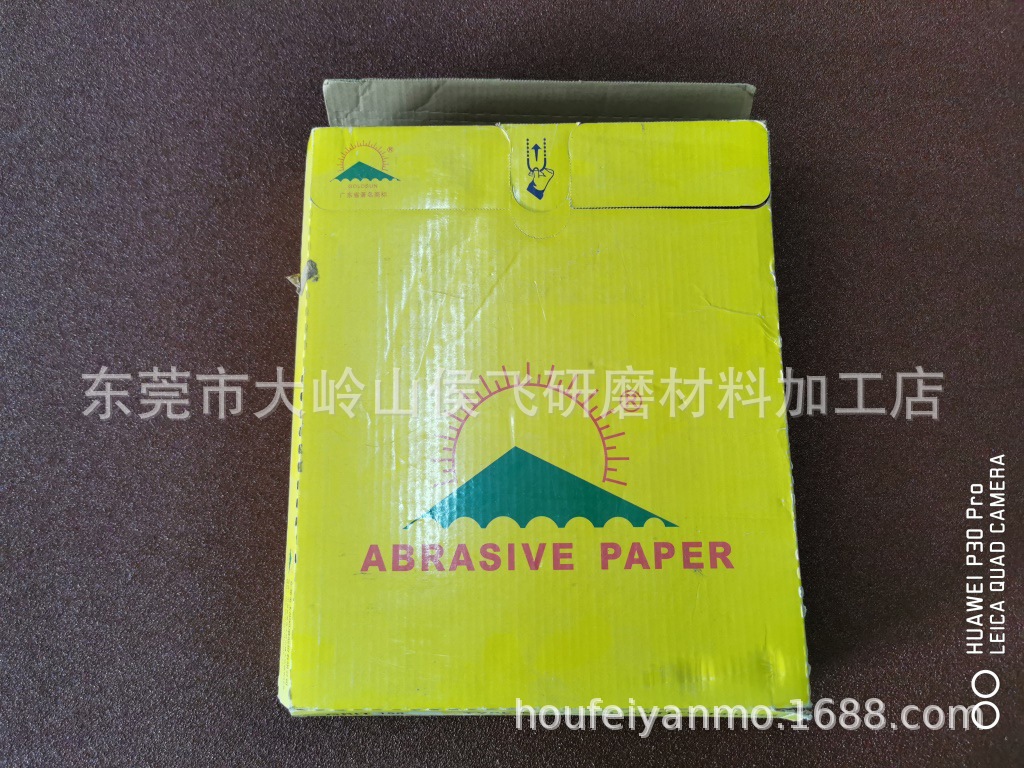 ®
GOLDSUN
东莞市大岭山侯飞研磨材料加工店
®
ABRASIVE PAPER
houfeiyanmo.1688.com
HUAWEI P30 Pro
LEICA QUAD CAMERA